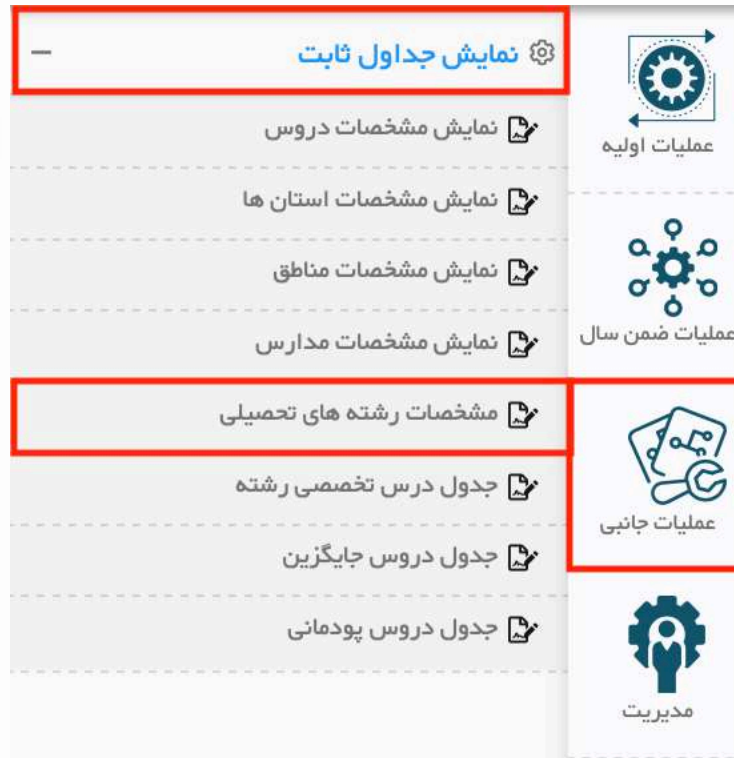 نمایش جداول ثابت
نمایش مشخصات دروس
نمایش مشخصات استان ها
نمایش مشخصات مناطق
نمایش مشخصات مدارس
مشخصات رشته های تحصیلی
جدول درس تخصصی رشته
جدول دروس جایگزین
جدول دروس پودمانی
عملیات اولیه
عملیات ضمن سال
عملیات جانبی
مدیریت